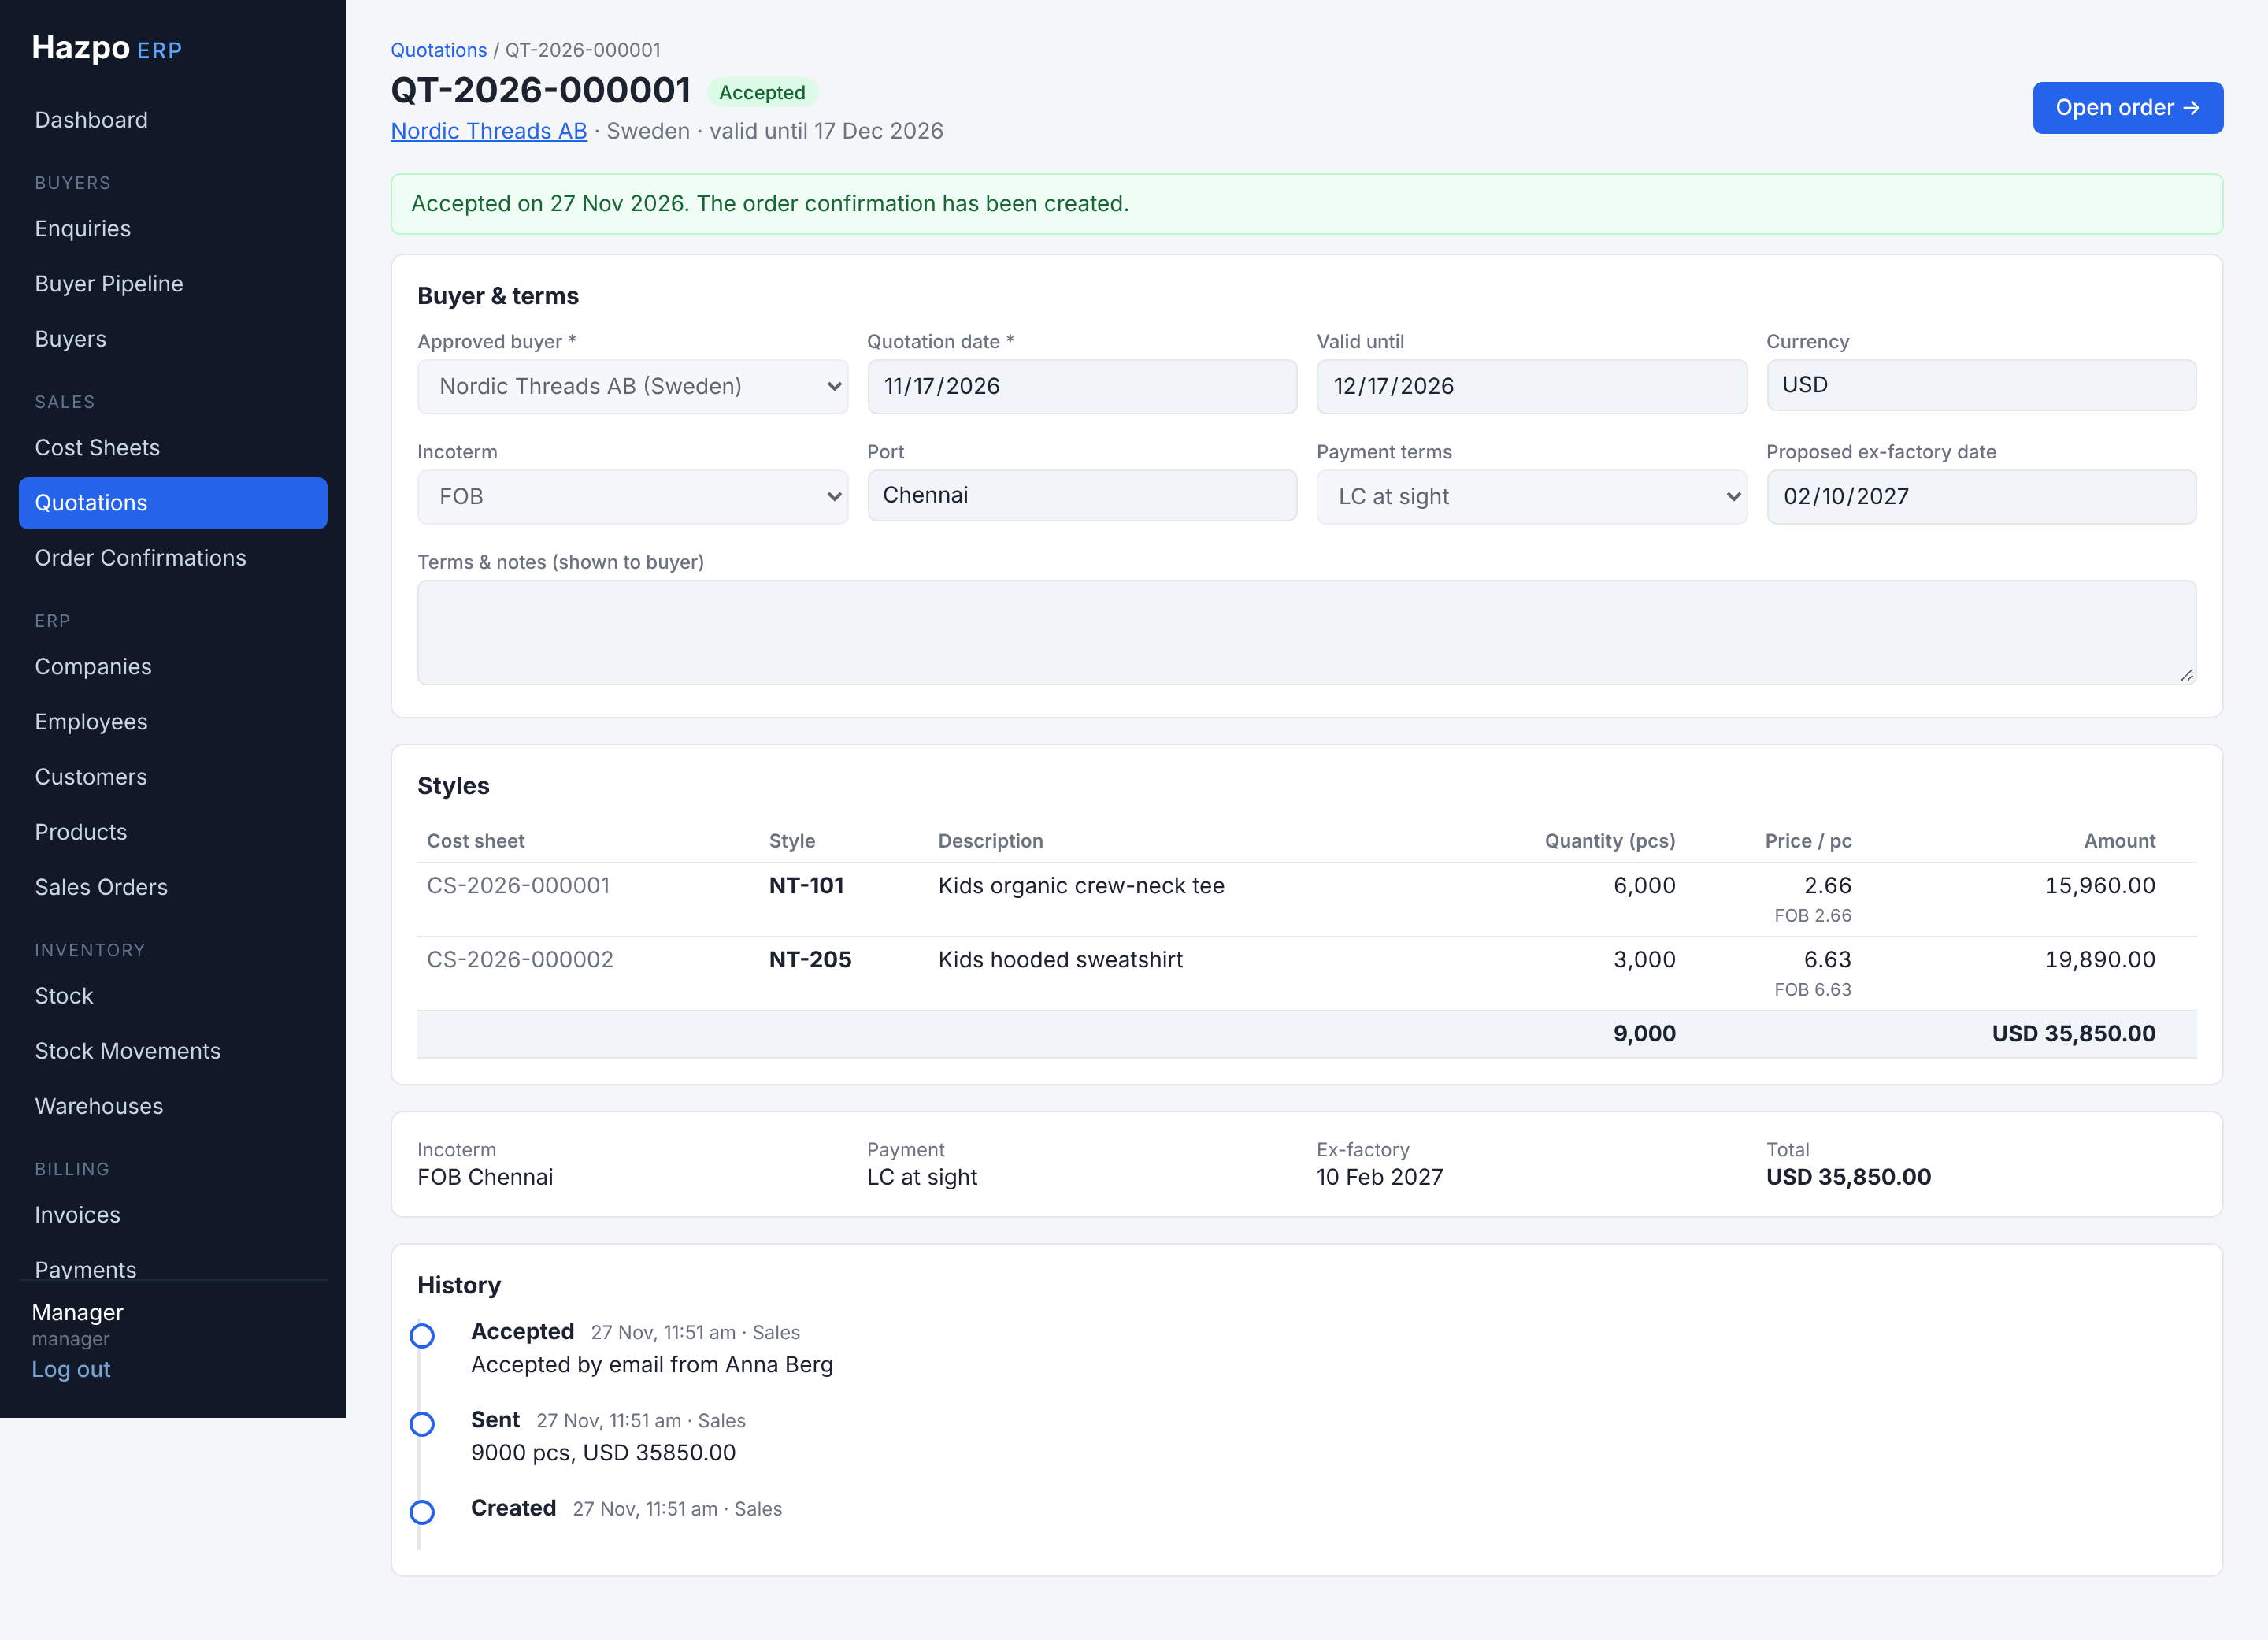 Hazpo ERP
Dashboard
BUYERS
Enquiries
Buyer Pipeline
Buyers
SALES
Cost Sheets
Quotations
Order Confirmations
ERP
Companies
Employees
Customers
Products
Sales Orders
INVENTORY
Stock
Stock Movements
Warehouses
BILLING
Invoices
Payments
Manager
manager
Log out
Quotations / QT-2026-000001
QT-2026-000001 Accepted
Nordic Threads AB · Sweden · valid until 17 Dec 2026
Open order →
Accepted on 27 Nov 2026. The order confirmation has been created.
Buyer & terms
Approved buyer * Quotation date * Valid until Currency
Nordic Threads AB (Sweden) 11/17/2026 12/17/2026 USD
Incoterm Port Payment terms Proposed ex-factory date
FOB Chennai LC at sight 02/10/2027
Terms & notes (shown to buyer)
Styles
Cost sheet Style Description Quantity (pcs) Price / pc Amount
CS-2026-000001 NT-101 Kids organic crew-neck tee 6,000 2.66 15,960.00
FOB 2.66
CS-2026-000002 NT-205 Kids hooded sweatshirt 3,000 6.63 19,890.00
FOB 6.63
9,000 USD 35,850.00
Incoterm Payment Ex-factory Total
FOB Chennai LC at sight 10 Feb 2027 USD 35,850.00
History
Accepted 27 Nov, 11:51 am · Sales
Accepted by email from Anna Berg
Sent 27 Nov, 11:51 am · Sales
9000 pcs, USD 35850.00
Created 27 Nov, 11:51 am · Sales